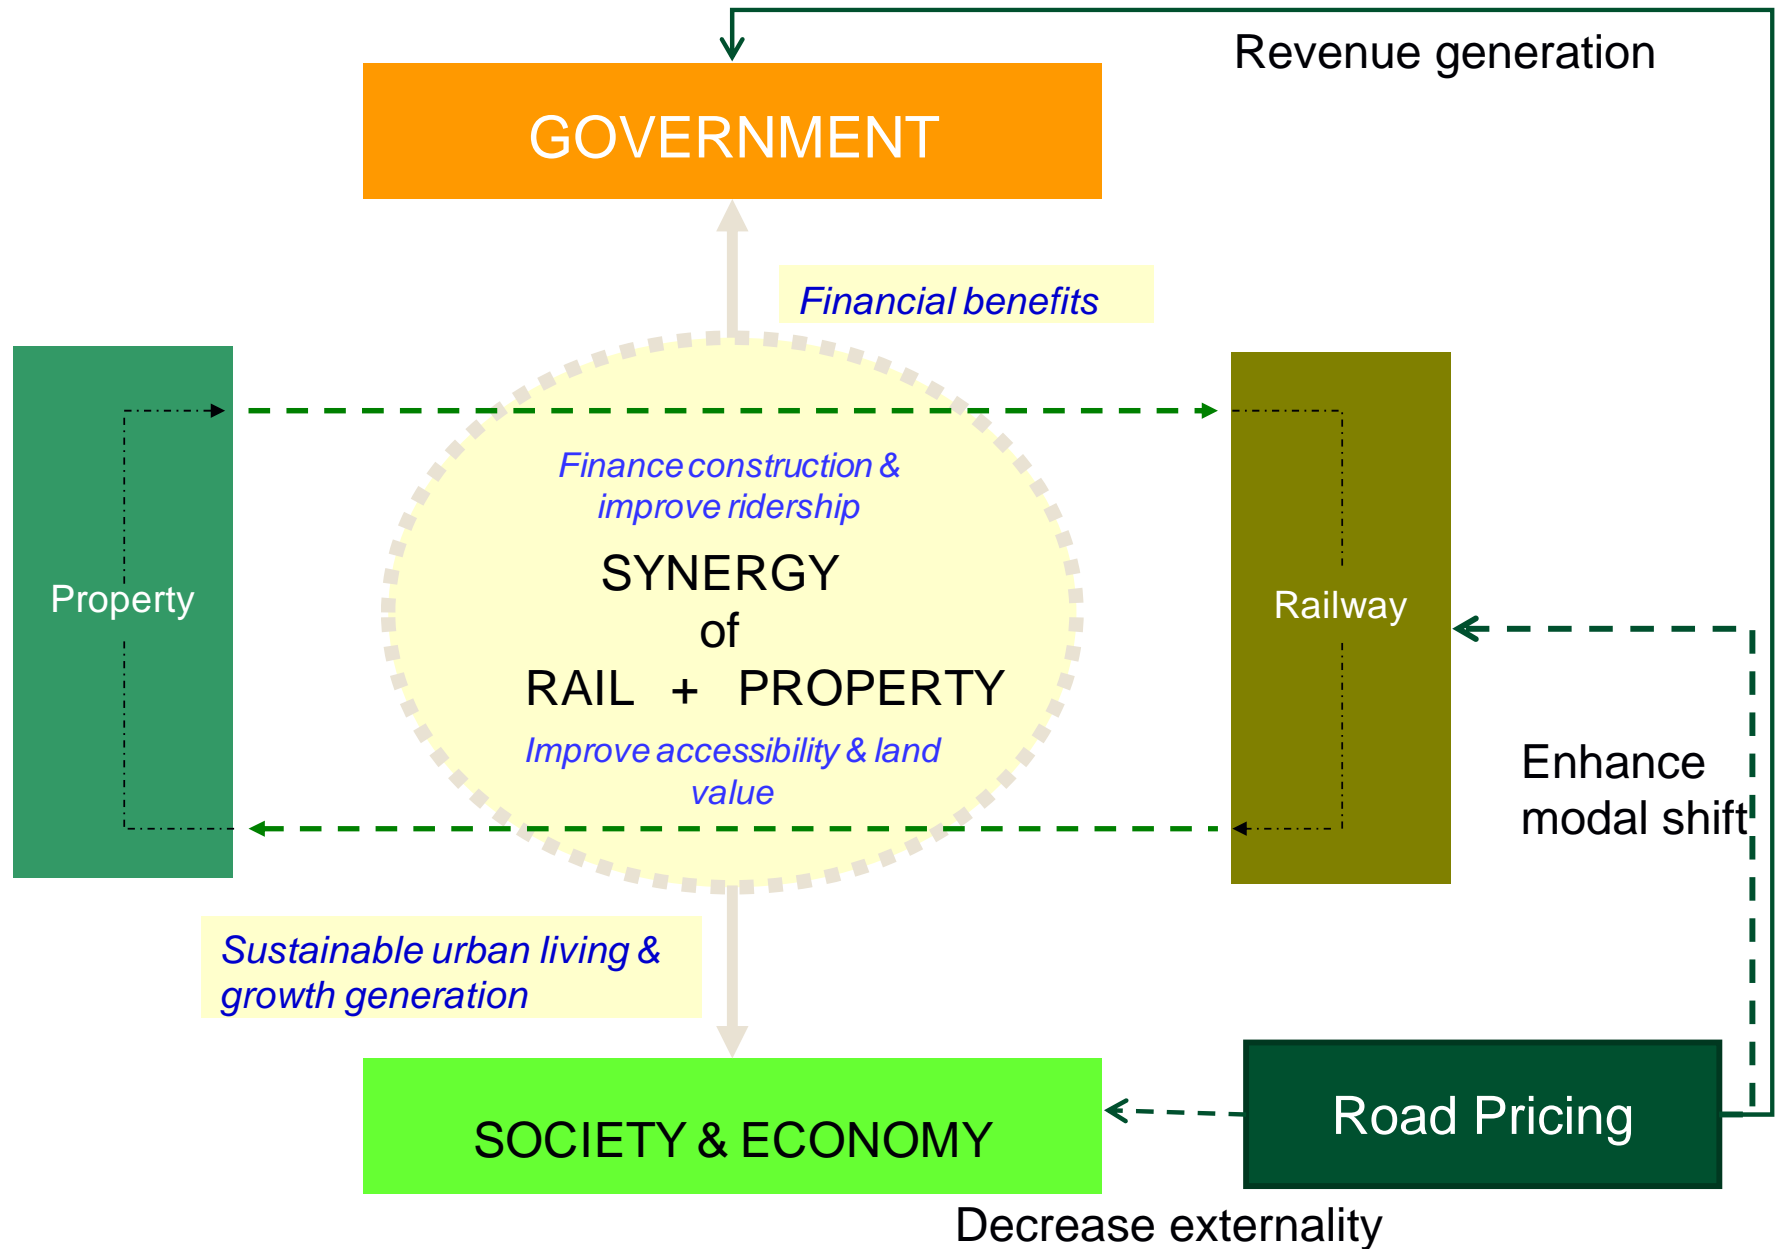 Revenue generation
GOVERNMENT
Financial benefits
Finance construction &
improve ridership
SYNERGY
of
RAIL + PROPERTY
Improve accessibility & land
value
Property
Railway
Enhance
modal shift
Sustainable urban living &
growth generation
SOCIETY & ECONOMY
Road Pricing
Decrease externality